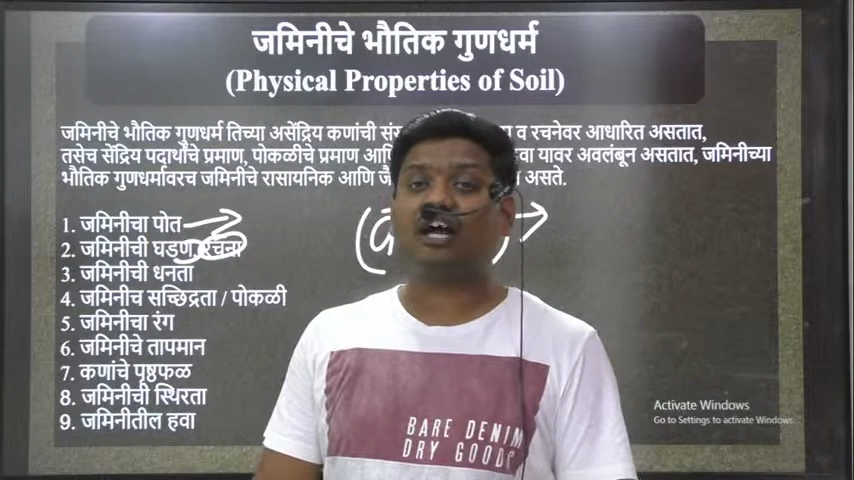 जमिनीचे भौतिक गुणधर्म
(Physical Properties of Soil)
जमिनीचे भौतिक गुणधर्म तिच्या असेंद्रिय कणांची व रचनेवर आधारित असतात,
तसेच सेंद्रिय पदार्थांचे प्रमाण, पोकळीचे प्रमाण यावर अवलंबून असतात, जमिनीच्या
भौतिक गुणधर्मावरच जमिनीचे रासायनिक आणि असते.
1. जमिनीचा पोत
2. जमिनीची घडण रचना
3. जमिनीची धनता
4. जमिनीच सच्छिद्रता / पोकळी
5. जमिनीचा रंग
6. जमिनीचे तापमान
7. कणांचे पृष्ठफळ
8. जमिनीची स्थिरता
9. जमिनीतील हवा
BARE DENIM
DRY GOODS
Activate Windows
Go to Settings to activate Windows.